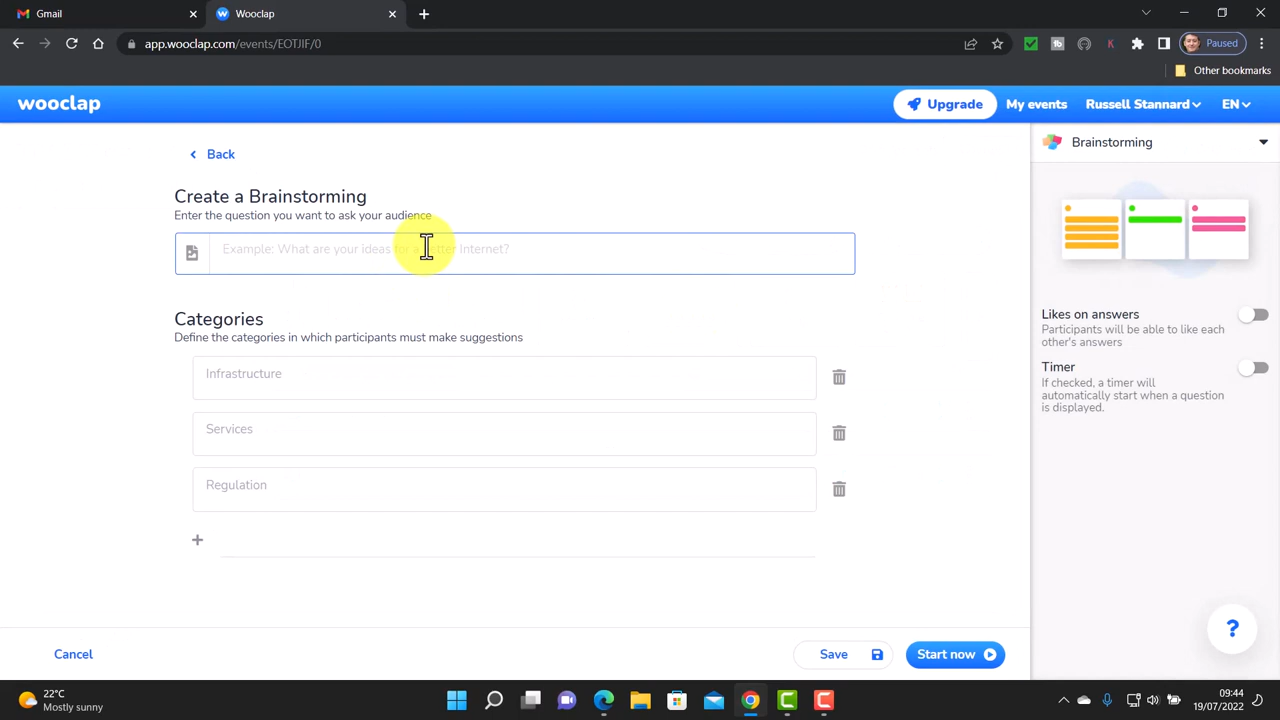 Gmail
Wooclap
app.wooclap.com/events/EOTJIF/0
Paused
Other bookmarks
wooclap
Upgrade
My events
Russell Stannard
EN
Back
Create a Brainstorming
Enter the question you want to ask your audience
Example: What are your ideas for a better Internet?
Categories
Define the categories in which participants must make suggestions
Infrastructure
Services
Regulation
+
Cancel
Save
Start now
Brainstorming
Likes on answers
Participants will be able to like each
other's answers
Timer
If checked, a timer will
automatically start when a question
is displayed.
?
22°C
Mostly sunny
09:44
19/07/2022